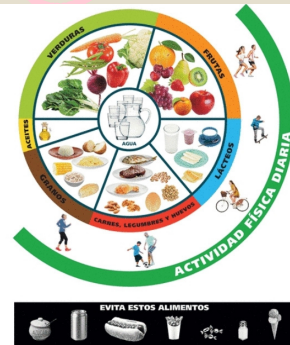 VERDURAS
FRUTAS
ACEITES
AGUA
LÁCTEOS
GRANOS
CARNES, LEGUMBRES Y HUEVOS
ACTIVIDAD FÍSICA DIARIA
EVITA ESTOS ALIMENTOS